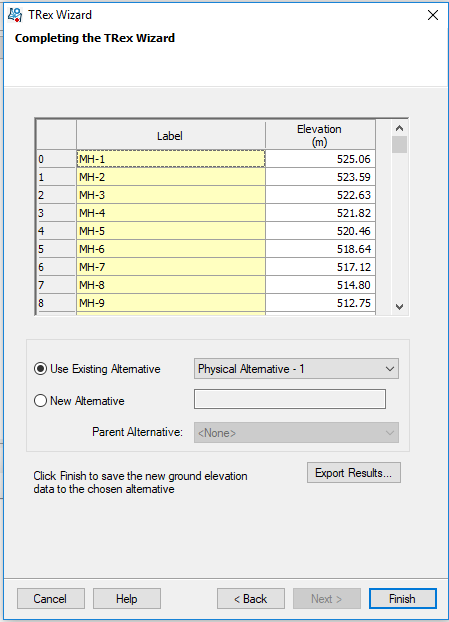 TRex Wizard
Completing the TRex Wizard
Label Elevation (m)
0 MH-1 525.06
1 MH-2 523.59
2 MH-3 522.63
3 MH-4 521.82
4 MH-5 520.46
5 MH-6 518.64
6 MH-7 517.12
7 MH-8 514.80
8 MH-9 512.75
Use Existing Alternative Physical Alternative - 1
New Alternative
Parent Alternative: <None>
Click Finish to save the new ground elevation
data to the chosen alternative
Export Results...
Cancel Help < Back Next > Finish